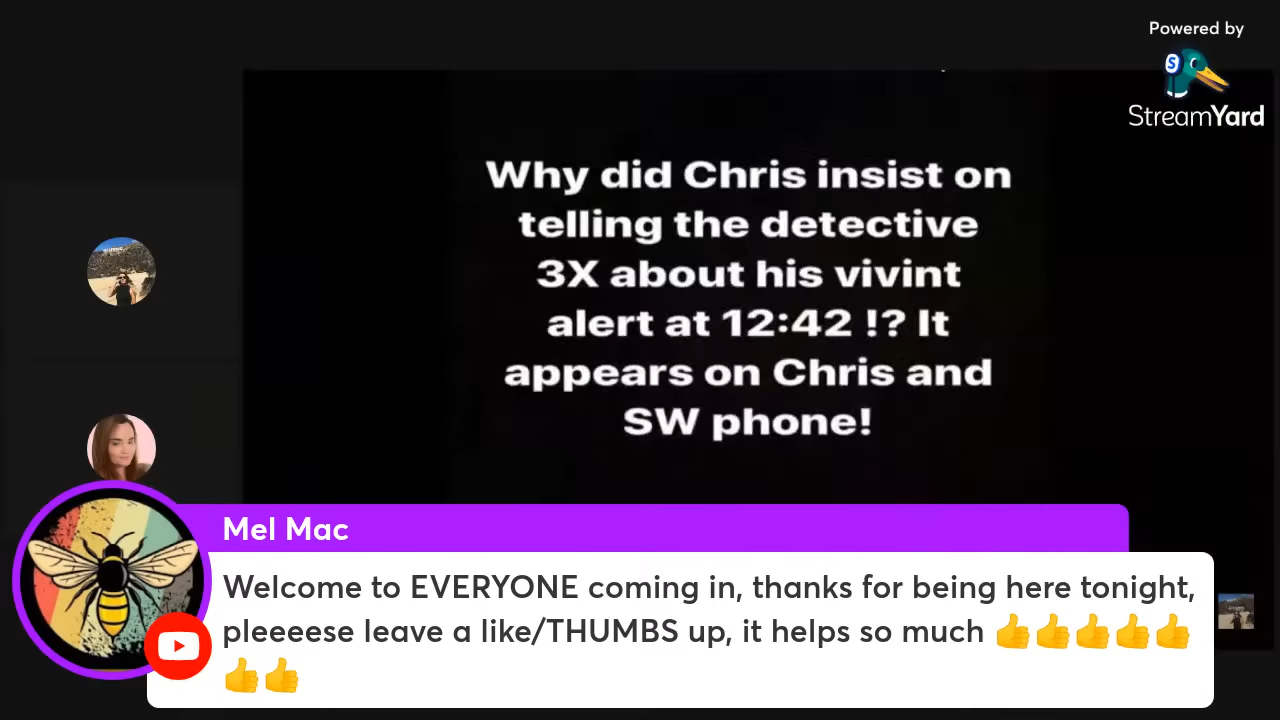 Powered by
StreamYard
Why did Chris insist on
telling the detective
3X about his vivint
alert at 12:42 !? It
appears on Chris and
SW phone!
Mel Mac
Welcome to EVERYONE coming in, thanks for being here tonight,
pleeeese leave a like/THUMBS up, it helps so much 👍👍👍👍👍
👍👍